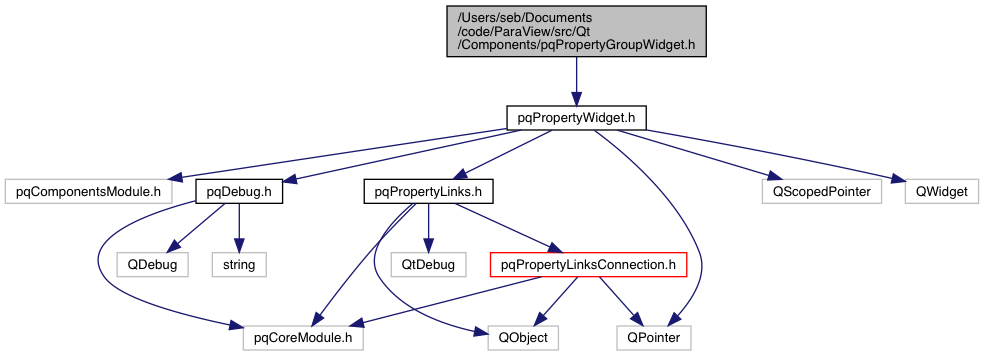 /Users/seb/Documents
/code/ParaView/src/Qt
/Components/pqPropertyGroupWidget.h
pqPropertyWidget.h
pqComponentsModule.h
pqDebug.h
pqPropertyLinks.h
QScopedPointer
QWidget
QDebug
string
QtDebug
pqPropertyLinksConnection.h
pqCoreModule.h
QObject
QPointer